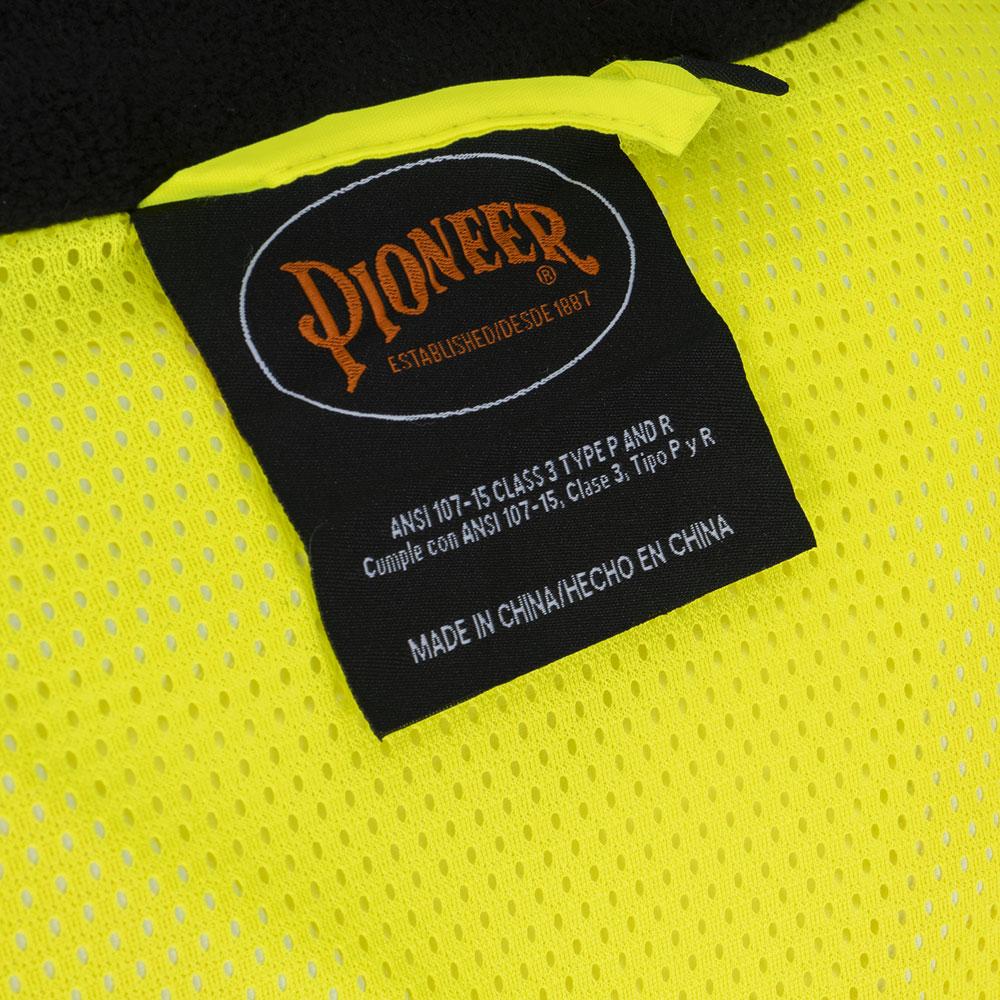 PIONEER®
ESTABLISHED/DESDE 1887
ANSI 107-15 CLASS 3 TYPE P AND R
Cumple con ANSI 107-15, Clase 3, Tipo P y R
MADE IN CHINA/HECHO EN CHINA